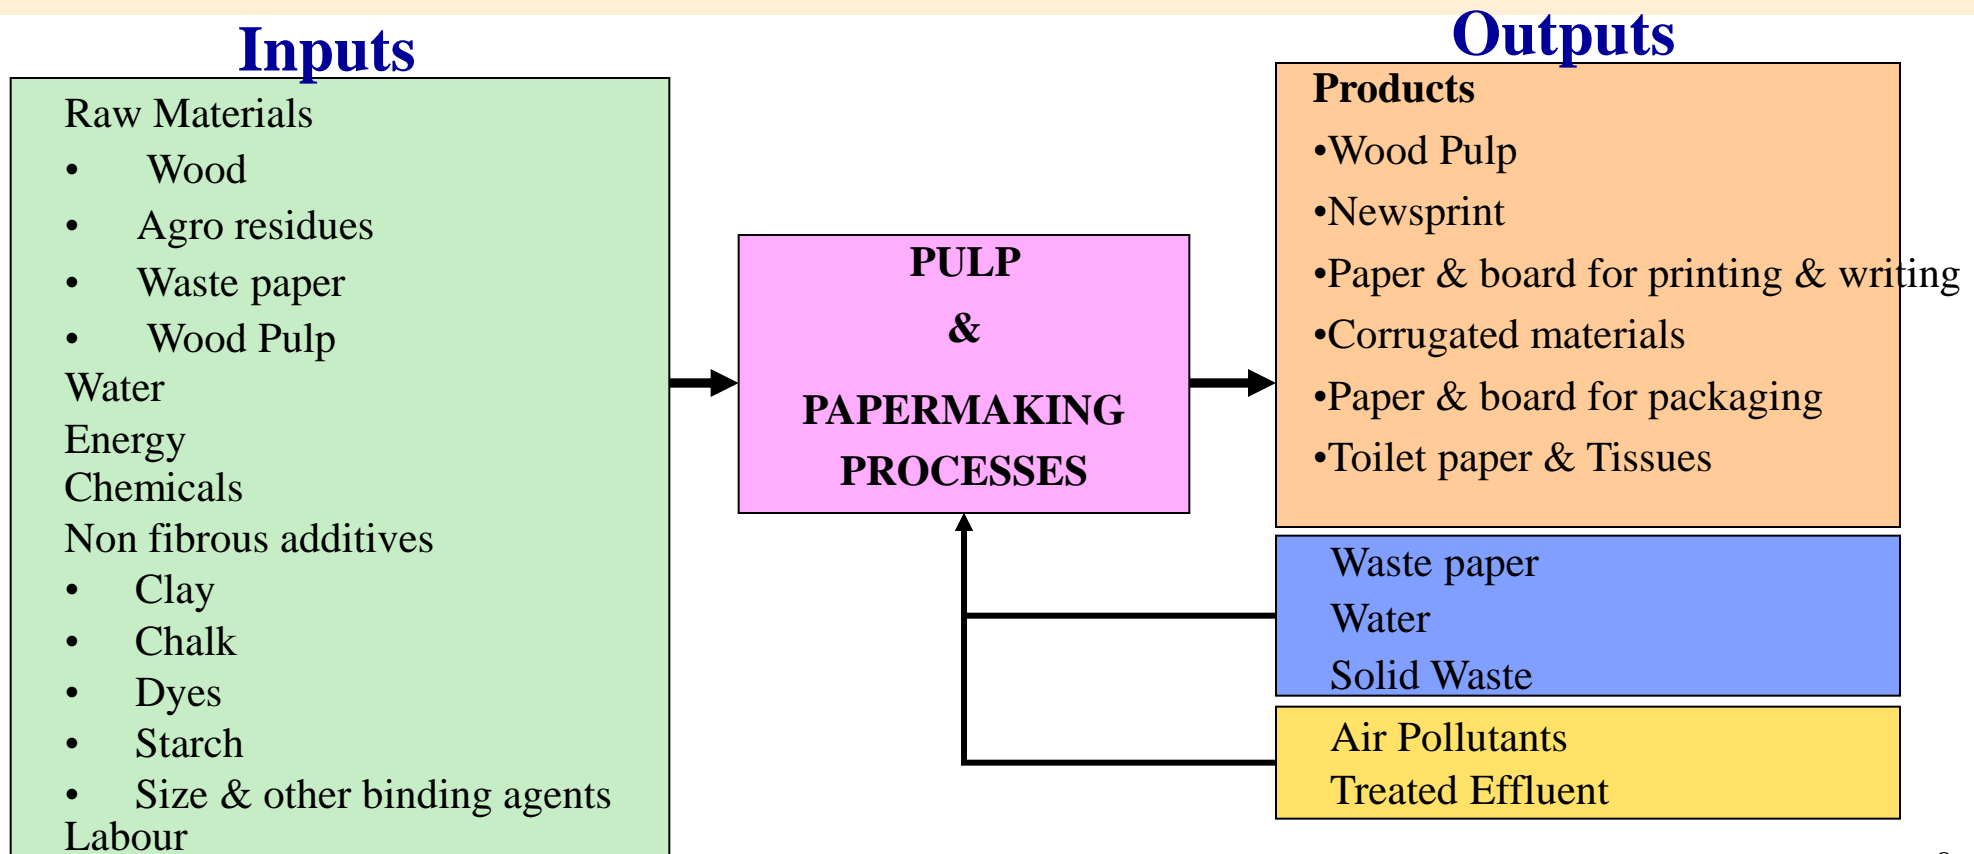 Inputs
Raw Materials
• Wood
• Agro residues
• Waste paper
• Wood Pulp
Water
Energy
Chemicals
Non fibrous additives
• Clay
• Chalk
• Dyes
• Starch
• Size & other binding agents
Labour
PULP
&
PAPERMAKING
PROCESSES
Outputs
Products
•Wood Pulp
•Newsprint
•Paper & board for printing & writing
•Corrugated materials
•Paper & board for packaging
•Toilet paper & Tissues
Waste paper
Water
Solid Waste
Air Pollutants
Treated Effluent